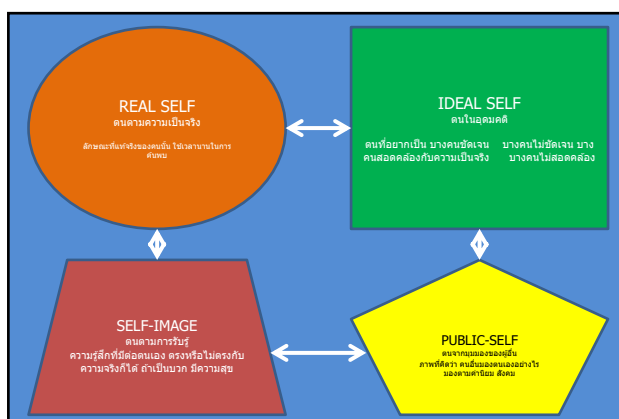 REAL SELF
ตนตามความเป็นจริง
ลักษณะที่แท้จริงของคนนั้น ใช้เวลานานในการ
ค้นพบ
IDEAL SELF
ตนในอุดมคติ
ตนที่อยากเป็น บางคนชัดเจน บางคนไม่ชัดเจน บาง
คนสอดคล้องกับความเป็นจริง บางคนไม่สอดคล้อง
SELF-IMAGE
ตนตามการรับรู้
ความรู้สึกที่มีต่อตนเอง ตรงหรือไม่ตรงกับ
ความจริงก็ได้ ถ้าเป็นบวก มีความสุข
PUBLIC-SELF
ตนจากมุมมองของผู้อื่น
ภาพที่คิดว่า คนอื่นมองตนเองอย่างไร
มองตามค่านิยม สังคม